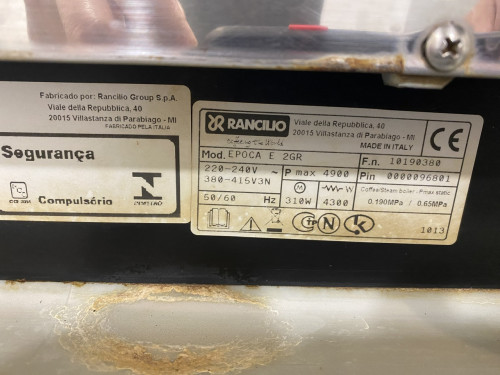 Fabricado por: Rancilio Group S.p.A.
Viale della Repubblica, 40
20015 Villastanza di Parabiago - MI
FABRICADO PELA ITALIA
Segurança
Compulsório
RANCILIO
Viale della Repubblica, 40
20015 Villastanza di Parabiago - MI
MADE IN ITALY
CE
Mod. EPOCA E 2GR
F.n. 10190380
220-240V ~
380-415V3N
P max 4900
Pin 0000096801
M
W
Coffee/Steam boiler - Pmax static
50/60 Hz
310W
4300
0.190MPa / 0.65MPa
1013